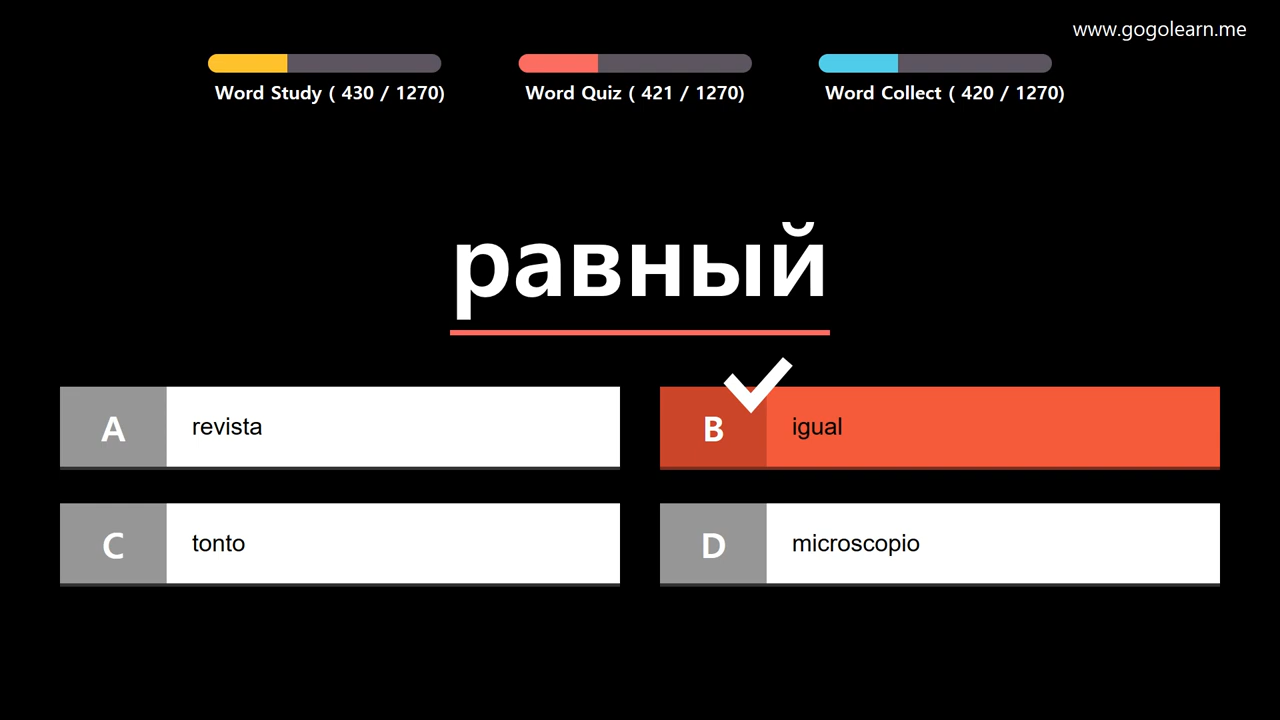 www.gogolearn.me
Word Study ( 430 / 1270)
Word Quiz ( 421 / 1270)
Word Collect ( 420 / 1270)
равный
A revista
B igual
C tonto
D microscopio